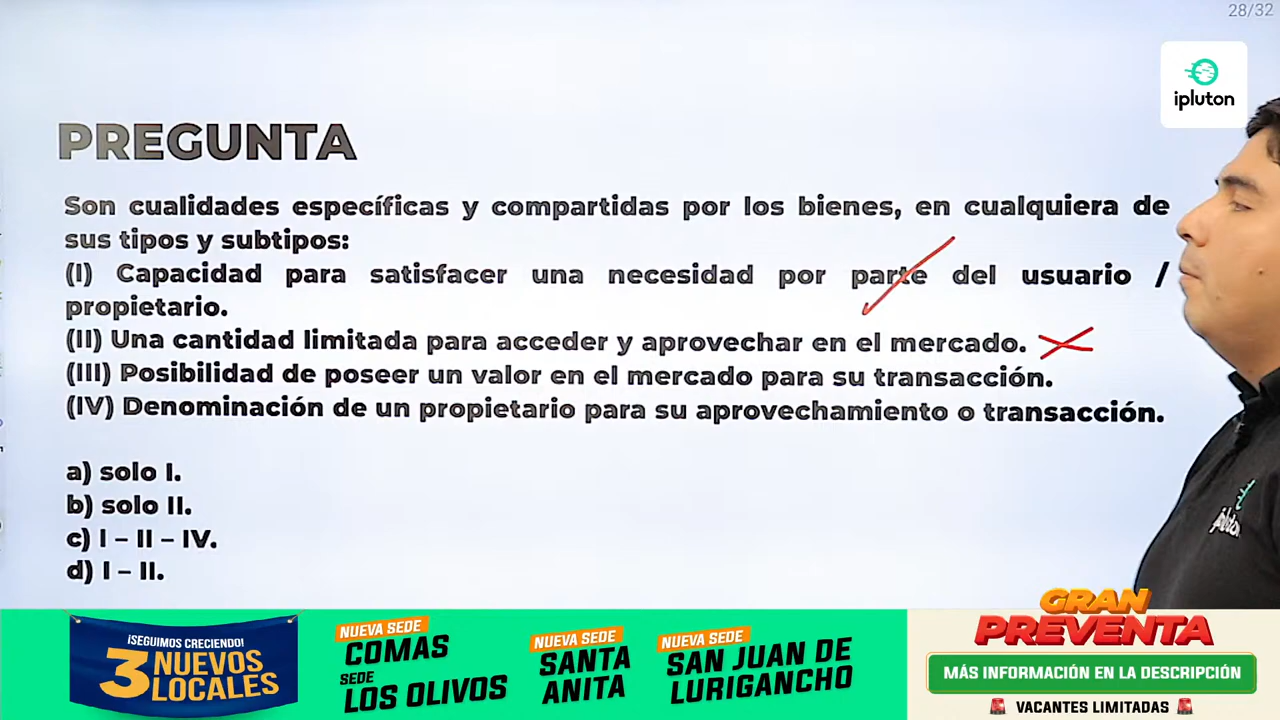 28/32
ipluton
PREGUNTA
Son cualidades específicas y compartidas por los bienes, en cualquiera de
sus tipos y subtipos:
(I) Capacidad para satisfacer una necesidad por parte del usuario /
propietario.
(II) Una cantidad limitada para acceder y aprovechar en el mercado.
(III) Posibilidad de poseer un valor en el mercado para su transacción.
(IV) Denominación de un propietario para su aprovechamiento o transacción.
a) solo I.
b) solo II.
c) I – II – IV.
d) I – II.
ipluton
¡SEGUIMOS CRECIENDO!
3 NUEVOS
LOCALES
NUEVA SEDE
COMAS
SEDE
LOS OLIVOS
NUEVA SEDE
SANTA
ANITA
NUEVA SEDE
SAN JUAN DE
LURIGANCHO
GRAN
PREVENTA
MÁS INFORMACIÓN EN LA DESCRIPCIÓN
VACANTES LIMITADAS